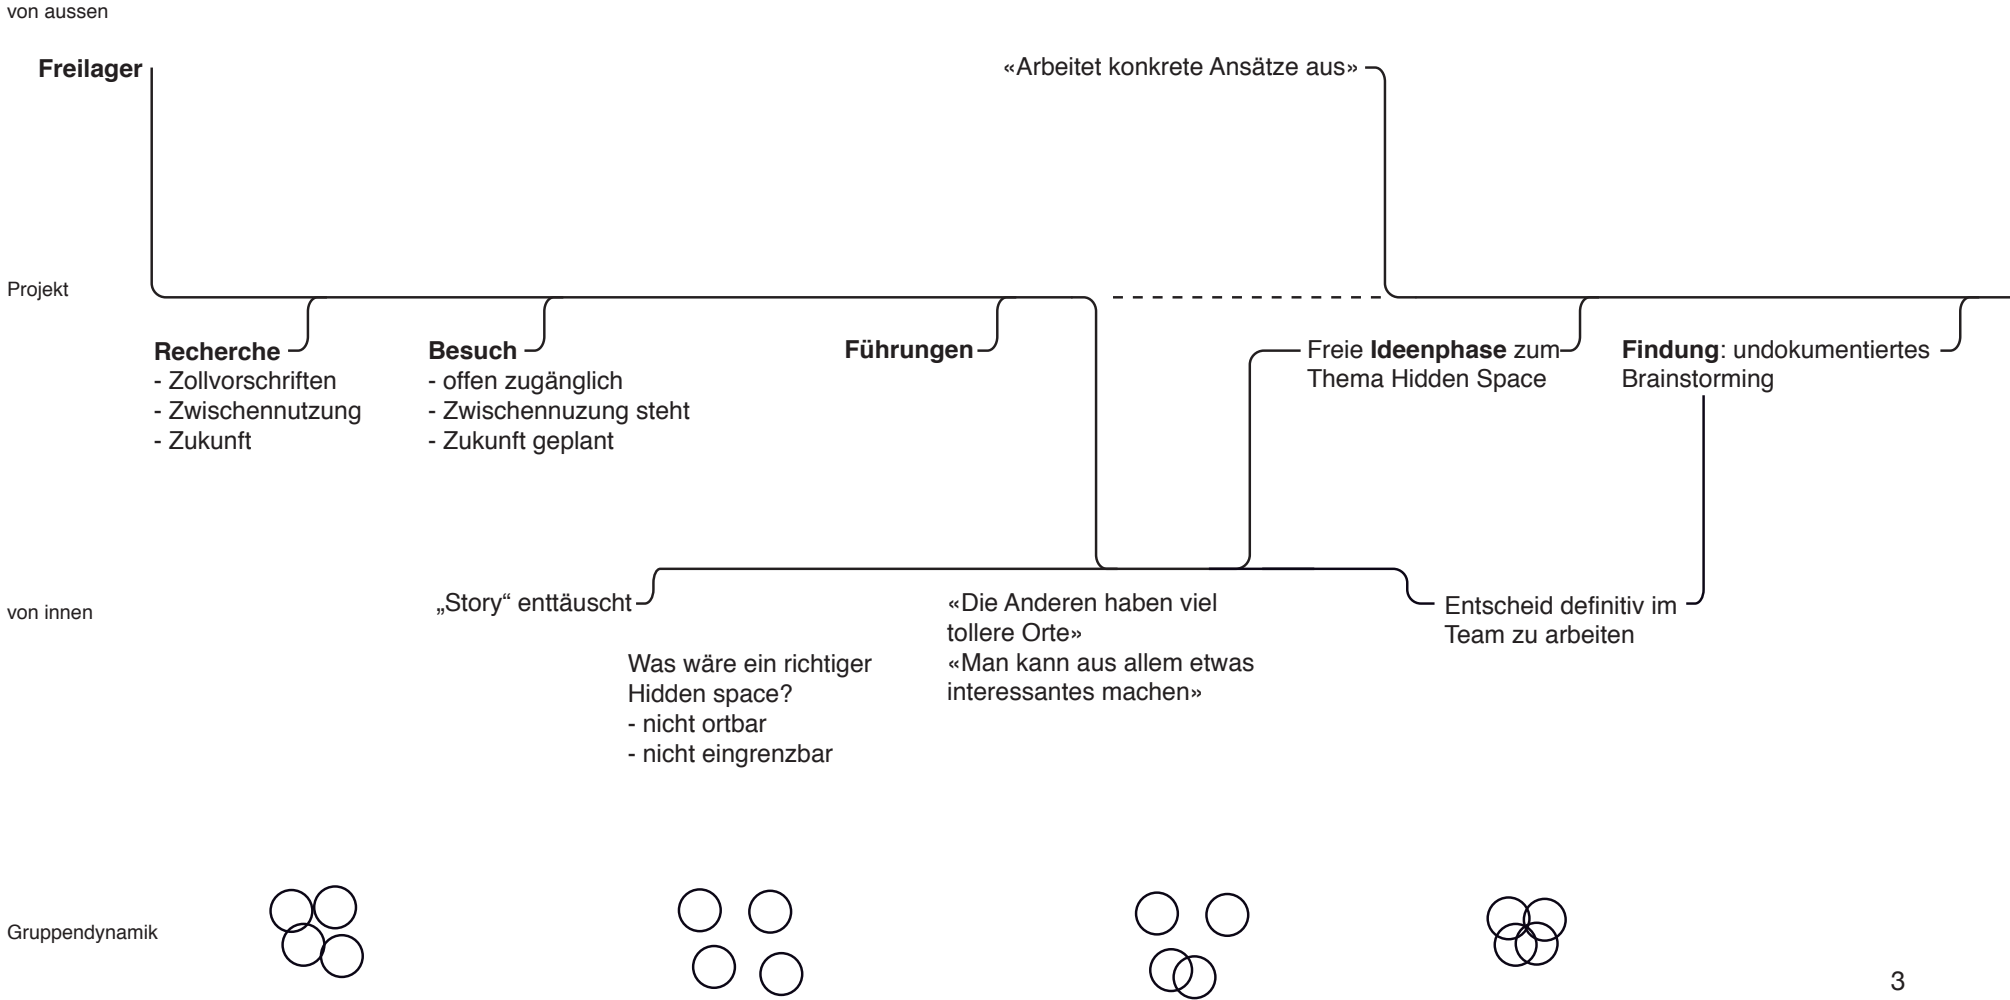 von aussen
Freilager
«Arbeitet konkrete Ansätze aus»
Projekt
Recherche
- Zollvorschriften
- Zwischennutzung
- Zukunft
Besuch
- offen zugänglich
- Zwischennuzung steht
- Zukunft geplant
Führungen
Freie Ideenphase zum
Thema Hidden Space
Findung: undokumentiertes
Brainstorming
von innen
„Story“ enttäuscht
Was wäre ein richtiger
Hidden space?
- nicht ortbar
- nicht eingrenzbar
«Die Anderen haben viel
tollere Orte»
«Man kann aus allem etwas
interessantes machen»
Entscheid definitiv im
Team zu arbeiten
Gruppendynamik
3